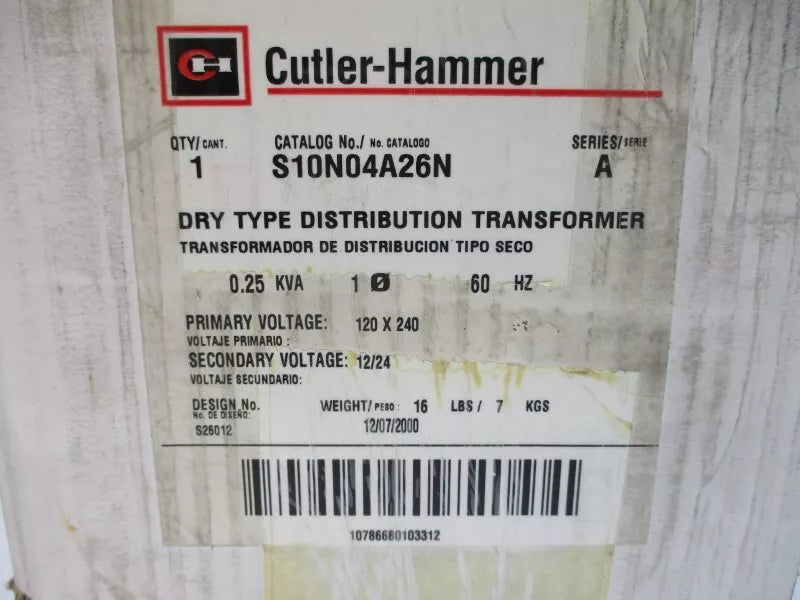 CH Cutler-Hammer
QTY/CANT. CATALOG No./ No. CATALOGO SERIES/SERIE
1 S10N04A26N A
DRY TYPE DISTRIBUTION TRANSFORMER
TRANSFORMADOR DE DISTRIBUCION TIPO SECO
0.25 KVA 1 Ø 60 HZ
PRIMARY VOLTAGE: 120 X 240
VOLTAJE PRIMARIO :
SECONDARY VOLTAGE: 12/24
VOLTAJE SECUNDARIO:
DESIGN No. WEIGHT/PESO: 16 LBS/ 7 KGS
No. DE DISEÑO:
S26012 12/07/2000
10786680103312